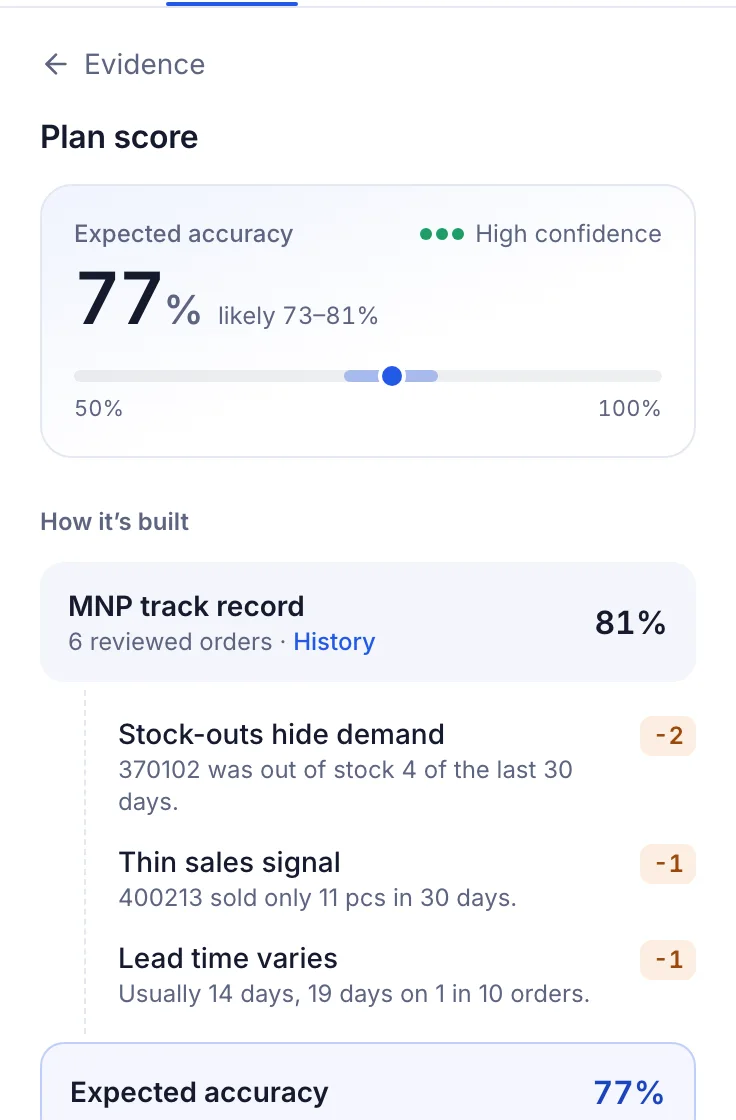 Evidence
Plan score
Expected accuracy
High confidence
77% likely 73–81%
50%
100%
How it’s built
MNP track record
6 reviewed orders · History
81%
Stock-outs hide demand
-2
370102 was out of stock 4 of the last 30
days.
Thin sales signal
-1
400213 sold only 11 pcs in 30 days.
Lead time varies
-1
Usually 14 days, 19 days on 1 in 10 orders.
Expected accuracy
77%